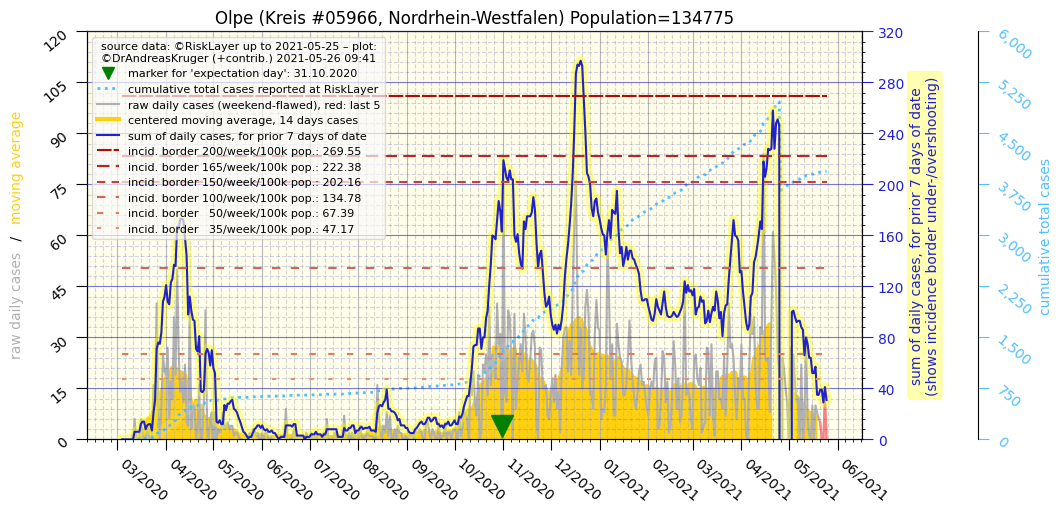 Olpe (Kreis #05966, Nordrhein-Westfalen) Population=134775
source data: ©RiskLayer up to 2021-05-25 – plot:
©DrAndreasKruger (+contrib.) 2021-05-26 09:41
marker for 'expectation day': 31.10.2020
cumulative total cases reported at RiskLayer
raw daily cases (weekend-flawed), red: last 5
centered moving average, 14 days cases
sum of daily cases, for prior 7 days of date
incid. border 200/week/100k pop.: 269.55
incid. border 165/week/100k pop.: 222.38
incid. border 150/week/100k pop.: 202.16
incid. border 100/week/100k pop.: 134.78
incid. border 50/week/100k pop.: 67.39
incid. border 35/week/100k pop.: 47.17
raw daily cases / moving average
120
105
90
75
60
45
30
15
0
320
280
240
200
160
120
80
40
0
sum of daily cases, for prior 7 days of date
(shows incidence border under-/overshooting)
6,000
5,250
4,500
3,750
3,000
2,250
1,500
750
0
cumulative total cases
03/2020
04/2020
05/2020
06/2020
07/2020
08/2020
09/2020
10/2020
11/2020
12/2020
01/2021
02/2021
03/2021
04/2021
05/2021
06/2021